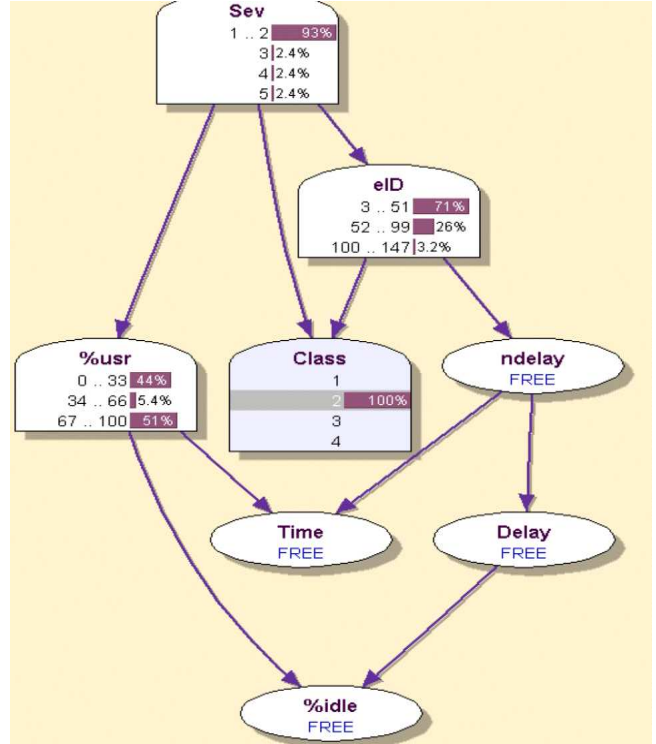 Sev
1 .. 2 93%
3 2.4%
4 2.4%
5 2.4%
eID
3 .. 51 71%
52 .. 99 26%
100 .. 147 3.2%
%usr
0 .. 33 44%
34 .. 66 5.4%
67 .. 100 51%
Class
1
2 100%
3
4
ndelay
FREE
Time
FREE
Delay
FREE
%idle
FREE